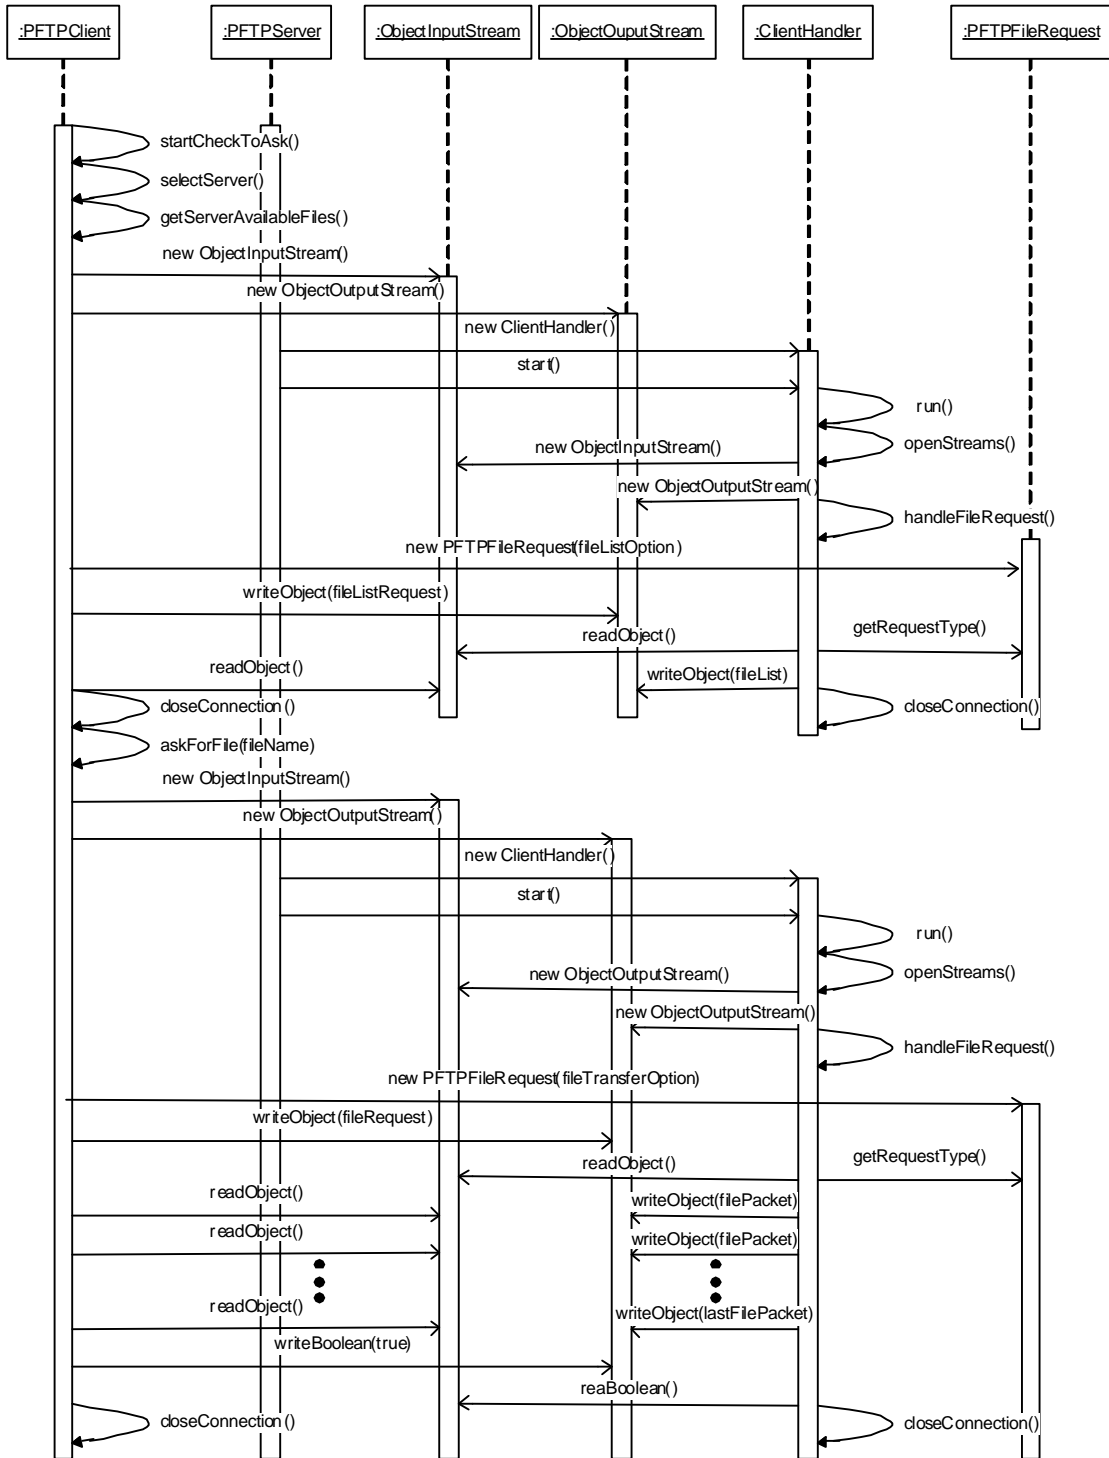 :PFTPClient :PFTPServer :ObjectInputStream :ObjectOuputStream :ClientHandler :PFTPFileRequest
startCheckToAsk()
selectServer()
getServerAvailableFiles()
new ObjectInputStream()
new ObjectOutputStream()
new ClientHandler()
start()
run()
openStreams()
new ObjectInputStream()
new ObjectOutputStream()
handleFileRequest()
new PFTPFileRequest(fileListOption)
writeObject(fileListRequest)
getRequestType()
readObject()
readObject()
writeObject(fileList)
closeConnection()
closeConnection()
askForFile(fileName)
new ObjectInputStream()
new ObjectOutputStream()
new ClientHandler()
start()
run()
openStreams()
new ObjectOutputStream()
new ObjectOutputStream()
handleFileRequest()
new PFTPFileRequest(fileTransferOption)
writeObject(fileRequest)
getRequestType()
readObject()
readObject()
writeObject(filePacket)
readObject()
writeObject(filePacket)
readObject()
writeObject(lastFilePacket)
writeBoolean(true)
reaBoolean()
closeConnection()
closeConnection()